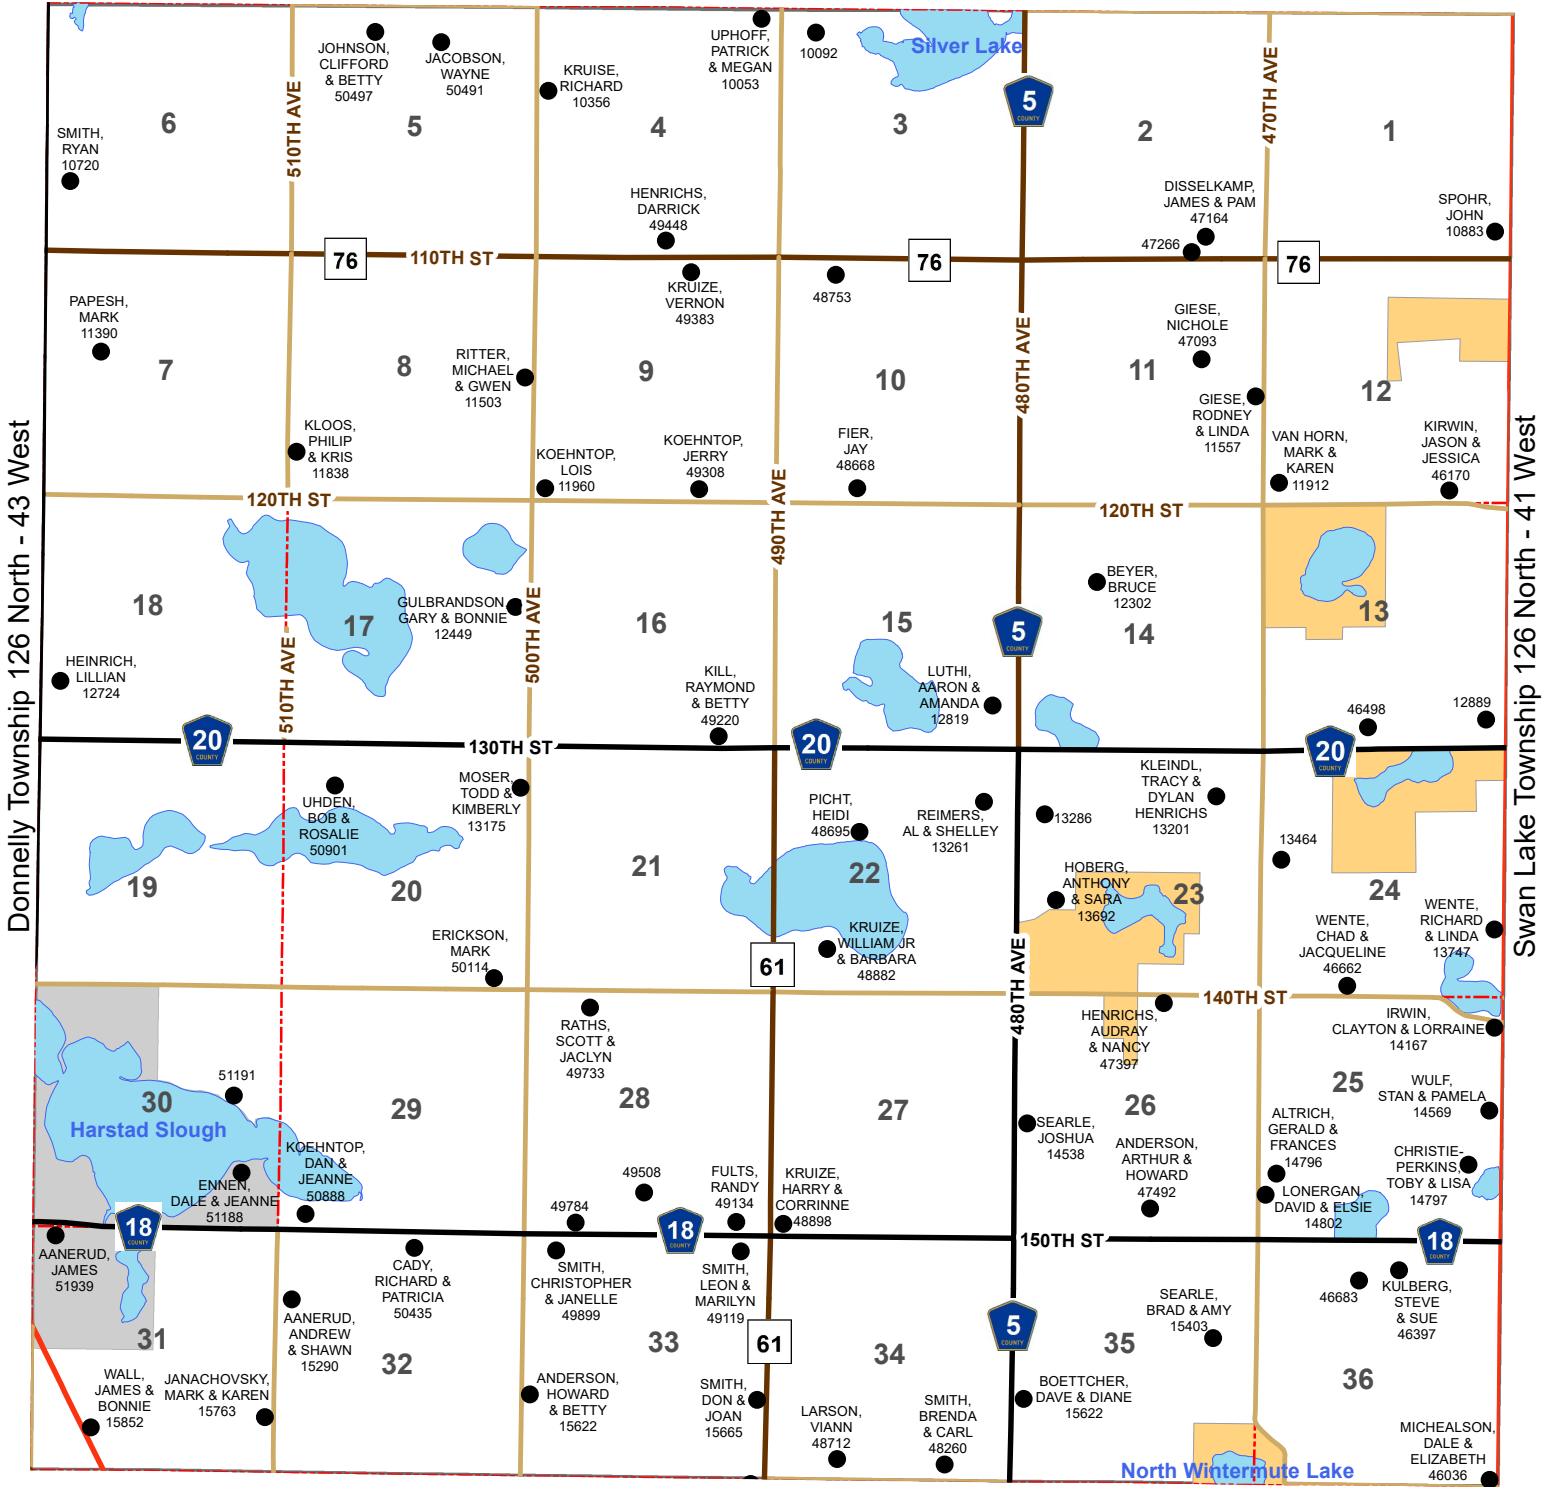 JOHNSON,
CLIFFORD
& BETTY
50497
JACOBSON,
WAYNE
50491
KRUISE,
RICHARD
10356
UPHOFF,
PATRICK
& MEGAN
10053
10092
Silver Lake
5
COUNTY
510TH AVE
470TH AVE
6
5
4
3
2
1
SMITH,
RYAN
10720
HENRICHS,
DARRICK
49448
DISSELKAMP,
JAMES & PAM
47164
47266
SPOHR,
JOHN
10883
76
110TH ST
76
76
PAPESH,
MARK
11390
KRUIZE,
VERNON
49383
48753
GIESE,
NICHOLE
47093
480TH AVE
7
8
9
10
11
12
RITTER,
MICHAEL
& GWEN
11503
GIESE,
RODNEY
& LINDA
11557
KLOOS,
PHILIP
& KRIS
11838
KOEHNTOP,
LOIS
11960
KOEHNTOP,
JERRY
49308
FIER,
JAY
48668
VAN HORN,
MARK &
KAREN
11912
KIRWIN,
JASON &
JESSICA
46170
120TH ST
490TH AVE
120TH ST
Donnelly Township 126 North - 43 West
Swan Lake Township 126 North - 41 West
18
17
16
15
14
13
GULBRANDSON,
GARY & BONNIE
12449
500TH AVE
510TH AVE
5
COUNTY
BEYER,
BRUCE
12302
HEINRICH,
LILLIAN
12724
KILL,
RAYMOND
& BETTY
49220
LUTHI,
AARON &
AMANDA
12819
46498
12889
20
COUNTY
130TH ST
20
COUNTY
20
COUNTY
UHDEN,
BOB &
ROSALIE
50901
MOSER,
TODD &
KIMBERLY
13175
PICHT,
HEIDI
48695
REIMERS,
AL & SHELLEY
13261
13286
KLEINDL,
TRACY &
DYLAN
HENRICHS
13201
13464
19
20
21
22
23
24
HOBERG,
ANTHONY
& SARA
13692
ERICKSON,
MARK
50114
61
KRUIZE,
WILLIAM JR
& BARBARA
48882
480TH AVE
WENTE,
CHAD &
JACQUELINE
46662
WENTE,
RICHARD
& LINDA
13747
140TH ST
RATHS,
SCOTT &
JACLYN
49733
HENRICHS,
AUDRAY
& NANCY
47397
IRWIN,
CLAYTON & LORRAINE
14167
51191
30
29
28
27
26
25
Harstad Slough
WULF,
STAN & PAMELA
14569
SEARLE,
JOSHUA
14538
ANDERSON,
ARTHUR &
HOWARD
47492
ALTRICH,
GERALD &
FRANCES
14796
CHRISTIE-
PERKINS,
TOBY & LISA
14797
ENNEN,
DALE & JEANNE
51188
KOEHNTOP,
DAN &
JEANNE
50888
49508
49784
FULTS,
RANDY
49134
KRUIZE,
HARRY &
CORRINNE
48898
LONERGAN,
DAVID & ELSIE
14802
18
COUNTY
18
COUNTY
150TH ST
18
COUNTY
AANERUD,
JAMES
51939
CADY,
RICHARD &
PATRICIA
50435
SMITH,
CHRISTOPHER
& JANELLE
49899
SMITH,
LEON &
MARILYN
49119
AANERUD,
ANDREW
& SHAWN
15290
61
5
COUNTY
SEARLE,
BRAD & AMY
15403
46683
KULBERG,
STEVE
& SUE
46397
31
32
33
34
35
36
WALL,
JAMES &
BONNIE
15852
JANACHOVSKY,
MARK & KAREN
15763
ANDERSON,
HOWARD
& BETTY
15622
SMITH,
DON &
JOAN
15665
LARSON,
VIANN
48712
SMITH,
BRENDA
& CARL
48260
BOETTCHER,
DAVE & DIANE
15622
MICHEALSON,
DALE &
ELIZABETH
46036
North Wintermute Lake